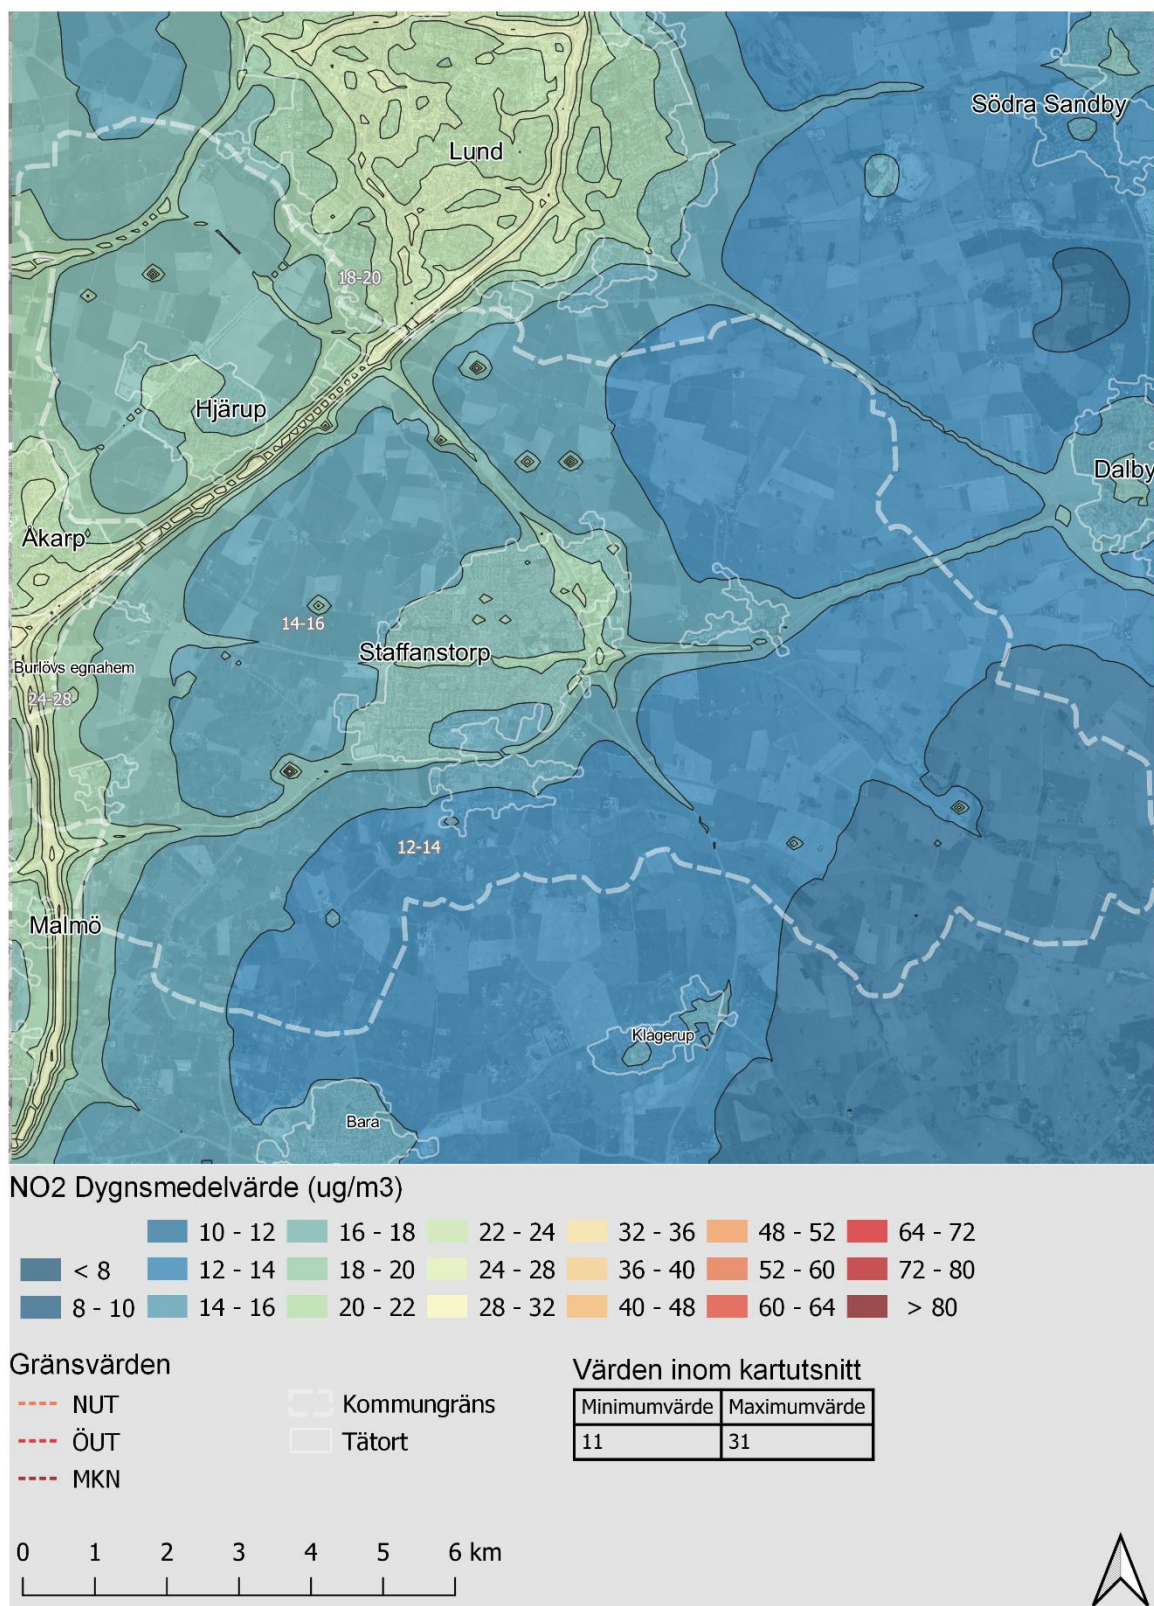 Södra Sandby
Lund
18-20
Hjärup
Dalby
Åkarp
14-16
Staffanstorp
Burlövs egnahem
24-28
12-14
Malmö
Klågerup
Bara
NO2 Dygnsmedelvärde (ug/m3)
10 - 12 16 - 18 22 - 24 32 - 36 48 - 52 64 - 72
< 8 12 - 14 18 - 20 24 - 28 36 - 40 52 - 60 72 - 80
8 - 10 14 - 16 20 - 22 28 - 32 40 - 48 60 - 64 > 80
Gränsvärden
NUT
ÖUT
MKN
Kommungräns
Tätort
Värden inom kartutsnitt
Minimumvärde Maximumvärde
11 31
0 1 2 3 4 5 6 km